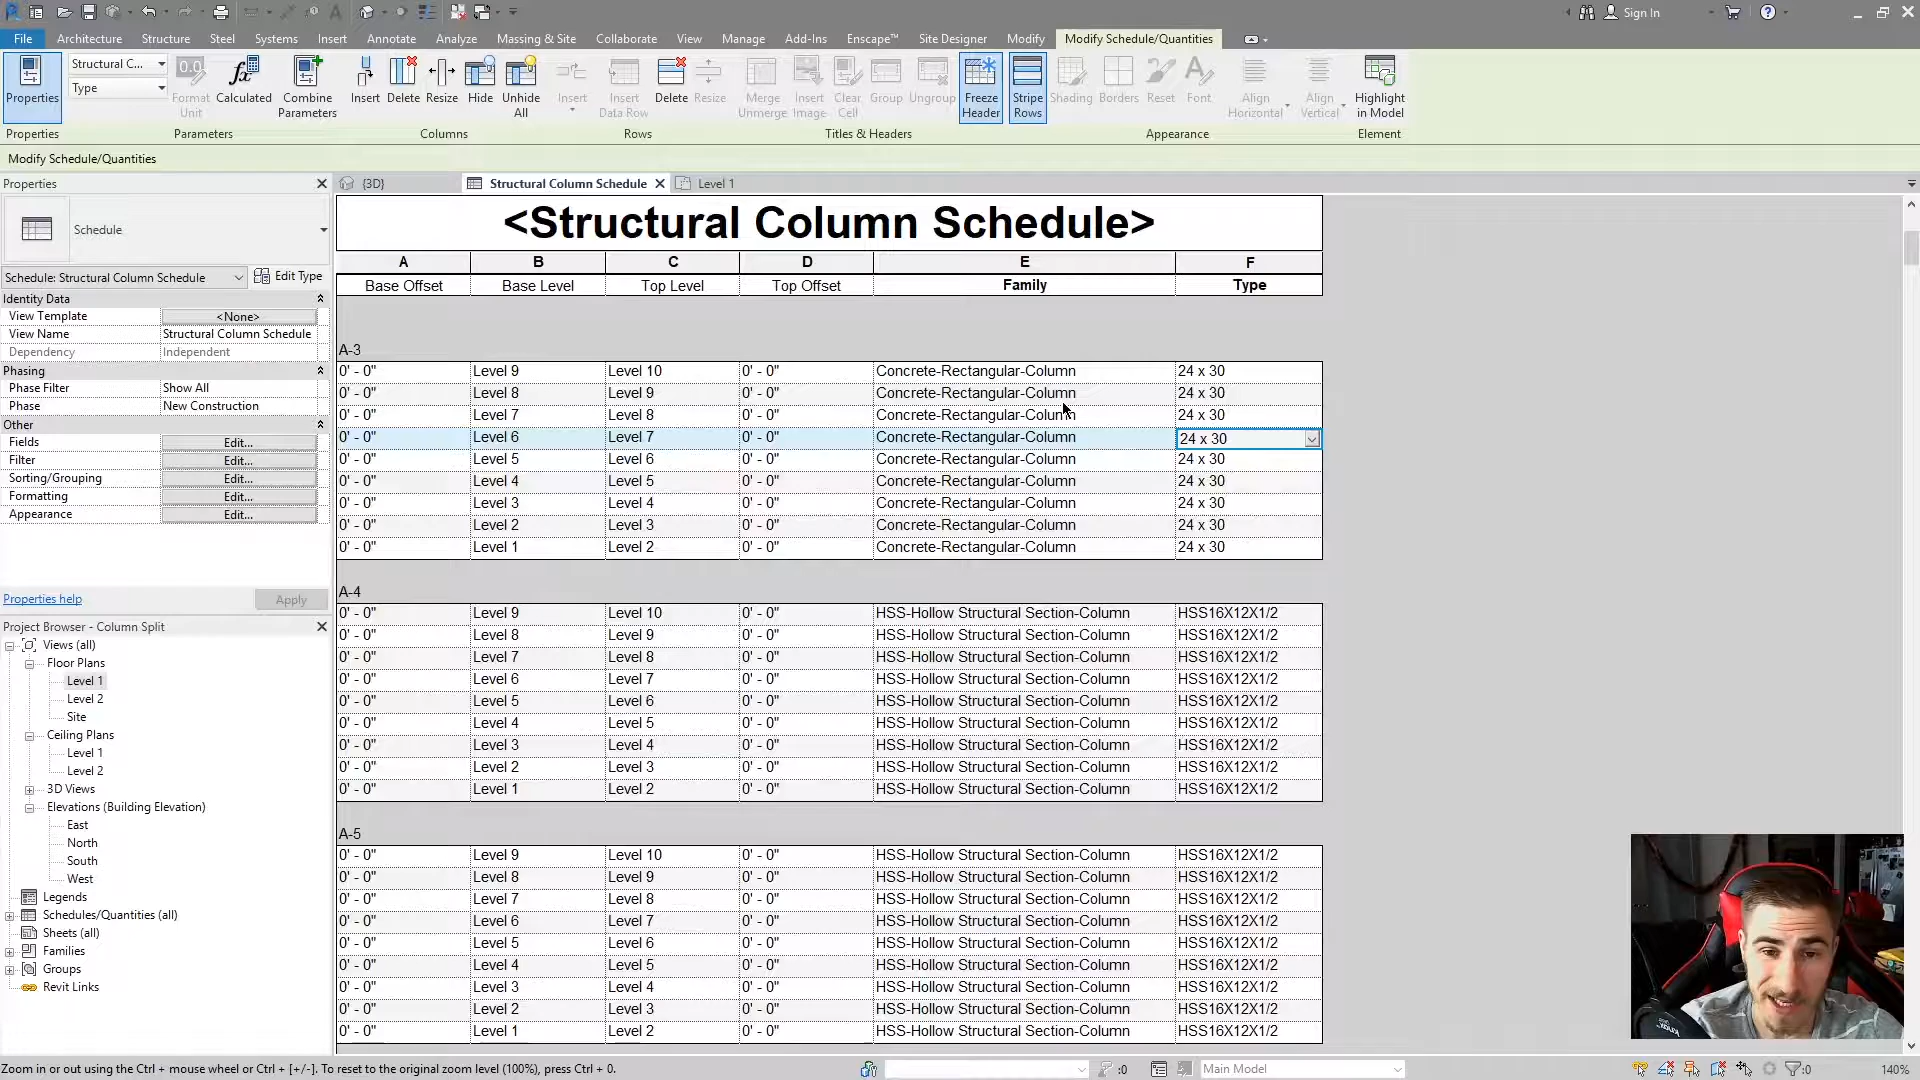 Sign In
File Architecture Structure Steel Systems Insert Annotate Analyze Massing & Site Collaborate View Manage Add-Ins Enscape™ Site Designer Modify Modify Schedule/Quantities
Structural C...
Type
Properties
Format Unit
Calculated
Combine Parameters
Insert Delete Resize Hide Unhide All
Insert
Insert Data Row
Delete Resize
Merge Unmerge
Insert Image
Clear Cell
Group Ungroup
Freeze Header
Stripe Rows
Shading Borders Reset Font
Align Horizontal
Align Vertical
Highlight in Model
Properties Parameters Columns Rows Titles & Headers Appearance Element
Modify Schedule/Quantities
Properties
{3D} Structural Column Schedule Level 1
Schedule
Schedule: Structural Column Schedule Edit Type
Identity Data
View Template <None>
View Name Structural Column Schedule
Dependency Independent
Phasing
Phase Filter Show All
Phase New Construction
Other
Fields Edit...
Filter Edit...
Sorting/Grouping Edit...
Formatting Edit...
Appearance Edit...
Properties help Apply
Project Browser - Column Split
Views (all)
Floor Plans
Level 1
Level 2
Site
Ceiling Plans
Level 1
Level 2
3D Views
Elevations (Building Elevation)
East
North
South
West
Legends
Schedules/Quantities (all)
Sheets (all)
Families
Groups
Revit Links
<Structural Column Schedule>
A B C D E F
Base Offset Base Level Top Level Top Offset Family Type
A-3
0' - 0" Level 9 Level 10 0' - 0" Concrete-Rectangular-Column 24 x 30
0' - 0" Level 8 Level 9 0' - 0" Concrete-Rectangular-Column 24 x 30
0' - 0" Level 7 Level 8 0' - 0" Concrete-Rectangular-Column 24 x 30
0' - 0" Level 6 Level 7 0' - 0" Concrete-Rectangular-Column 24 x 30
0' - 0" Level 5 Level 6 0' - 0" Concrete-Rectangular-Column 24 x 30
0' - 0" Level 4 Level 5 0' - 0" Concrete-Rectangular-Column 24 x 30
0' - 0" Level 3 Level 4 0' - 0" Concrete-Rectangular-Column 24 x 30
0' - 0" Level 2 Level 3 0' - 0" Concrete-Rectangular-Column 24 x 30
0' - 0" Level 1 Level 2 0' - 0" Concrete-Rectangular-Column 24 x 30
A-4
0' - 0" Level 9 Level 10 0' - 0" HSS-Hollow Structural Section-Column HSS16X12X1/2
0' - 0" Level 8 Level 9 0' - 0" HSS-Hollow Structural Section-Column HSS16X12X1/2
0' - 0" Level 7 Level 8 0' - 0" HSS-Hollow Structural Section-Column HSS16X12X1/2
0' - 0" Level 6 Level 7 0' - 0" HSS-Hollow Structural Section-Column HSS16X12X1/2
0' - 0" Level 5 Level 6 0' - 0" HSS-Hollow Structural Section-Column HSS16X12X1/2
0' - 0" Level 4 Level 5 0' - 0" HSS-Hollow Structural Section-Column HSS16X12X1/2
0' - 0" Level 3 Level 4 0' - 0" HSS-Hollow Structural Section-Column HSS16X12X1/2
0' - 0" Level 2 Level 3 0' - 0" HSS-Hollow Structural Section-Column HSS16X12X1/2
0' - 0" Level 1 Level 2 0' - 0" HSS-Hollow Structural Section-Column HSS16X12X1/2
A-5
0' - 0" Level 9 Level 10 0' - 0" HSS-Hollow Structural Section-Column HSS16X12X1/2
0' - 0" Level 8 Level 9 0' - 0" HSS-Hollow Structural Section-Column HSS16X12X1/2
0' - 0" Level 7 Level 8 0' - 0" HSS-Hollow Structural Section-Column HSS16X12X1/2
0' - 0" Level 6 Level 7 0' - 0" HSS-Hollow Structural Section-Column HSS16X12X1/2
0' - 0" Level 5 Level 6 0' - 0" HSS-Hollow Structural Section-Column HSS16X12X1/2
0' - 0" Level 4 Level 5 0' - 0" HSS-Hollow Structural Section-Column HSS16X12X1/2
0' - 0" Level 3 Level 4 0' - 0" HSS-Hollow Structural Section-Column HSS16X12X1/2
0' - 0" Level 2 Level 3 0' - 0" HSS-Hollow Structural Section-Column HSS16X12X1/2
0' - 0" Level 1 Level 2 0' - 0" HSS-Hollow Structural Section-Column HSS16X12X1/2
Zoom in or out using the Ctrl + mouse wheel or Ctrl + [+/-]. To reset to the original zoom level (100%), press Ctrl + 0. :0 Main Model :0 140%